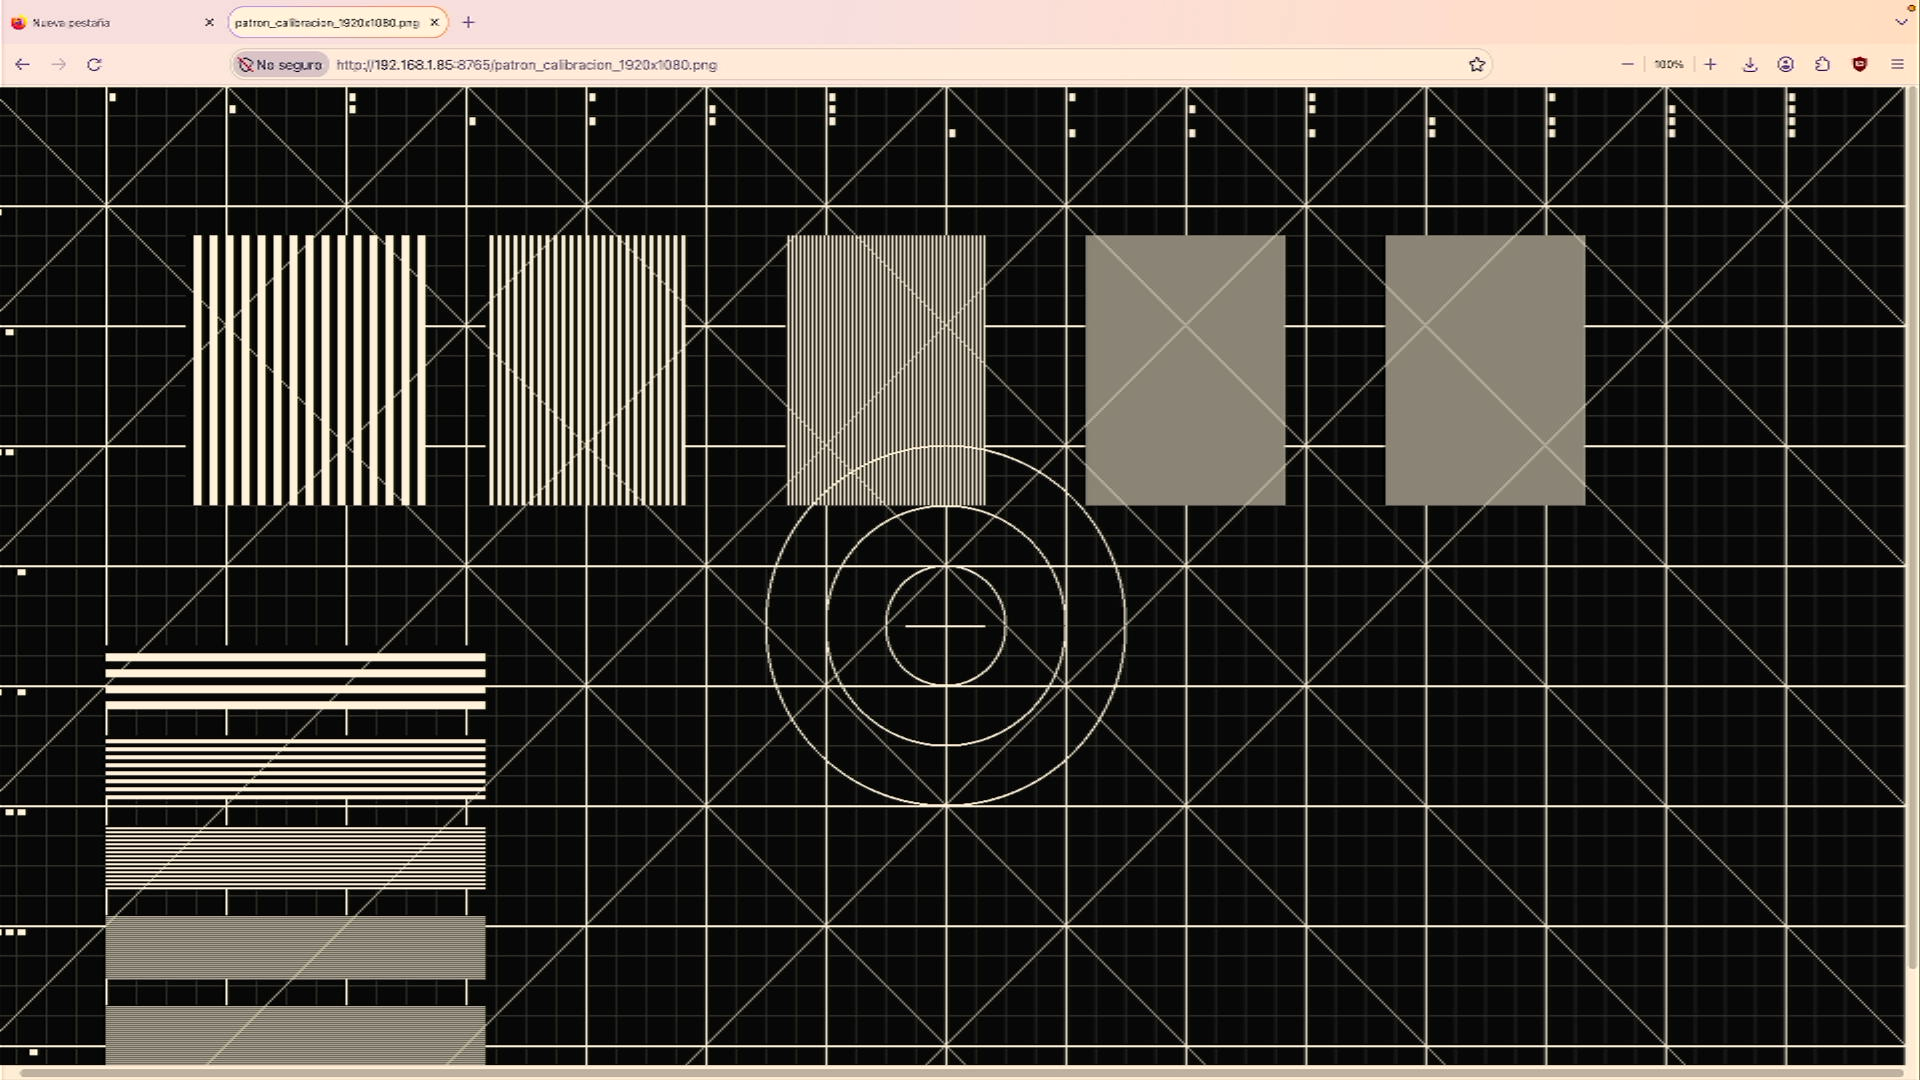 Nueva pestaña
patron_calibracion_1920x1080.png
No seguro
http://192.168.1.85:8765/patron_calibracion_1920x1080.png
100%